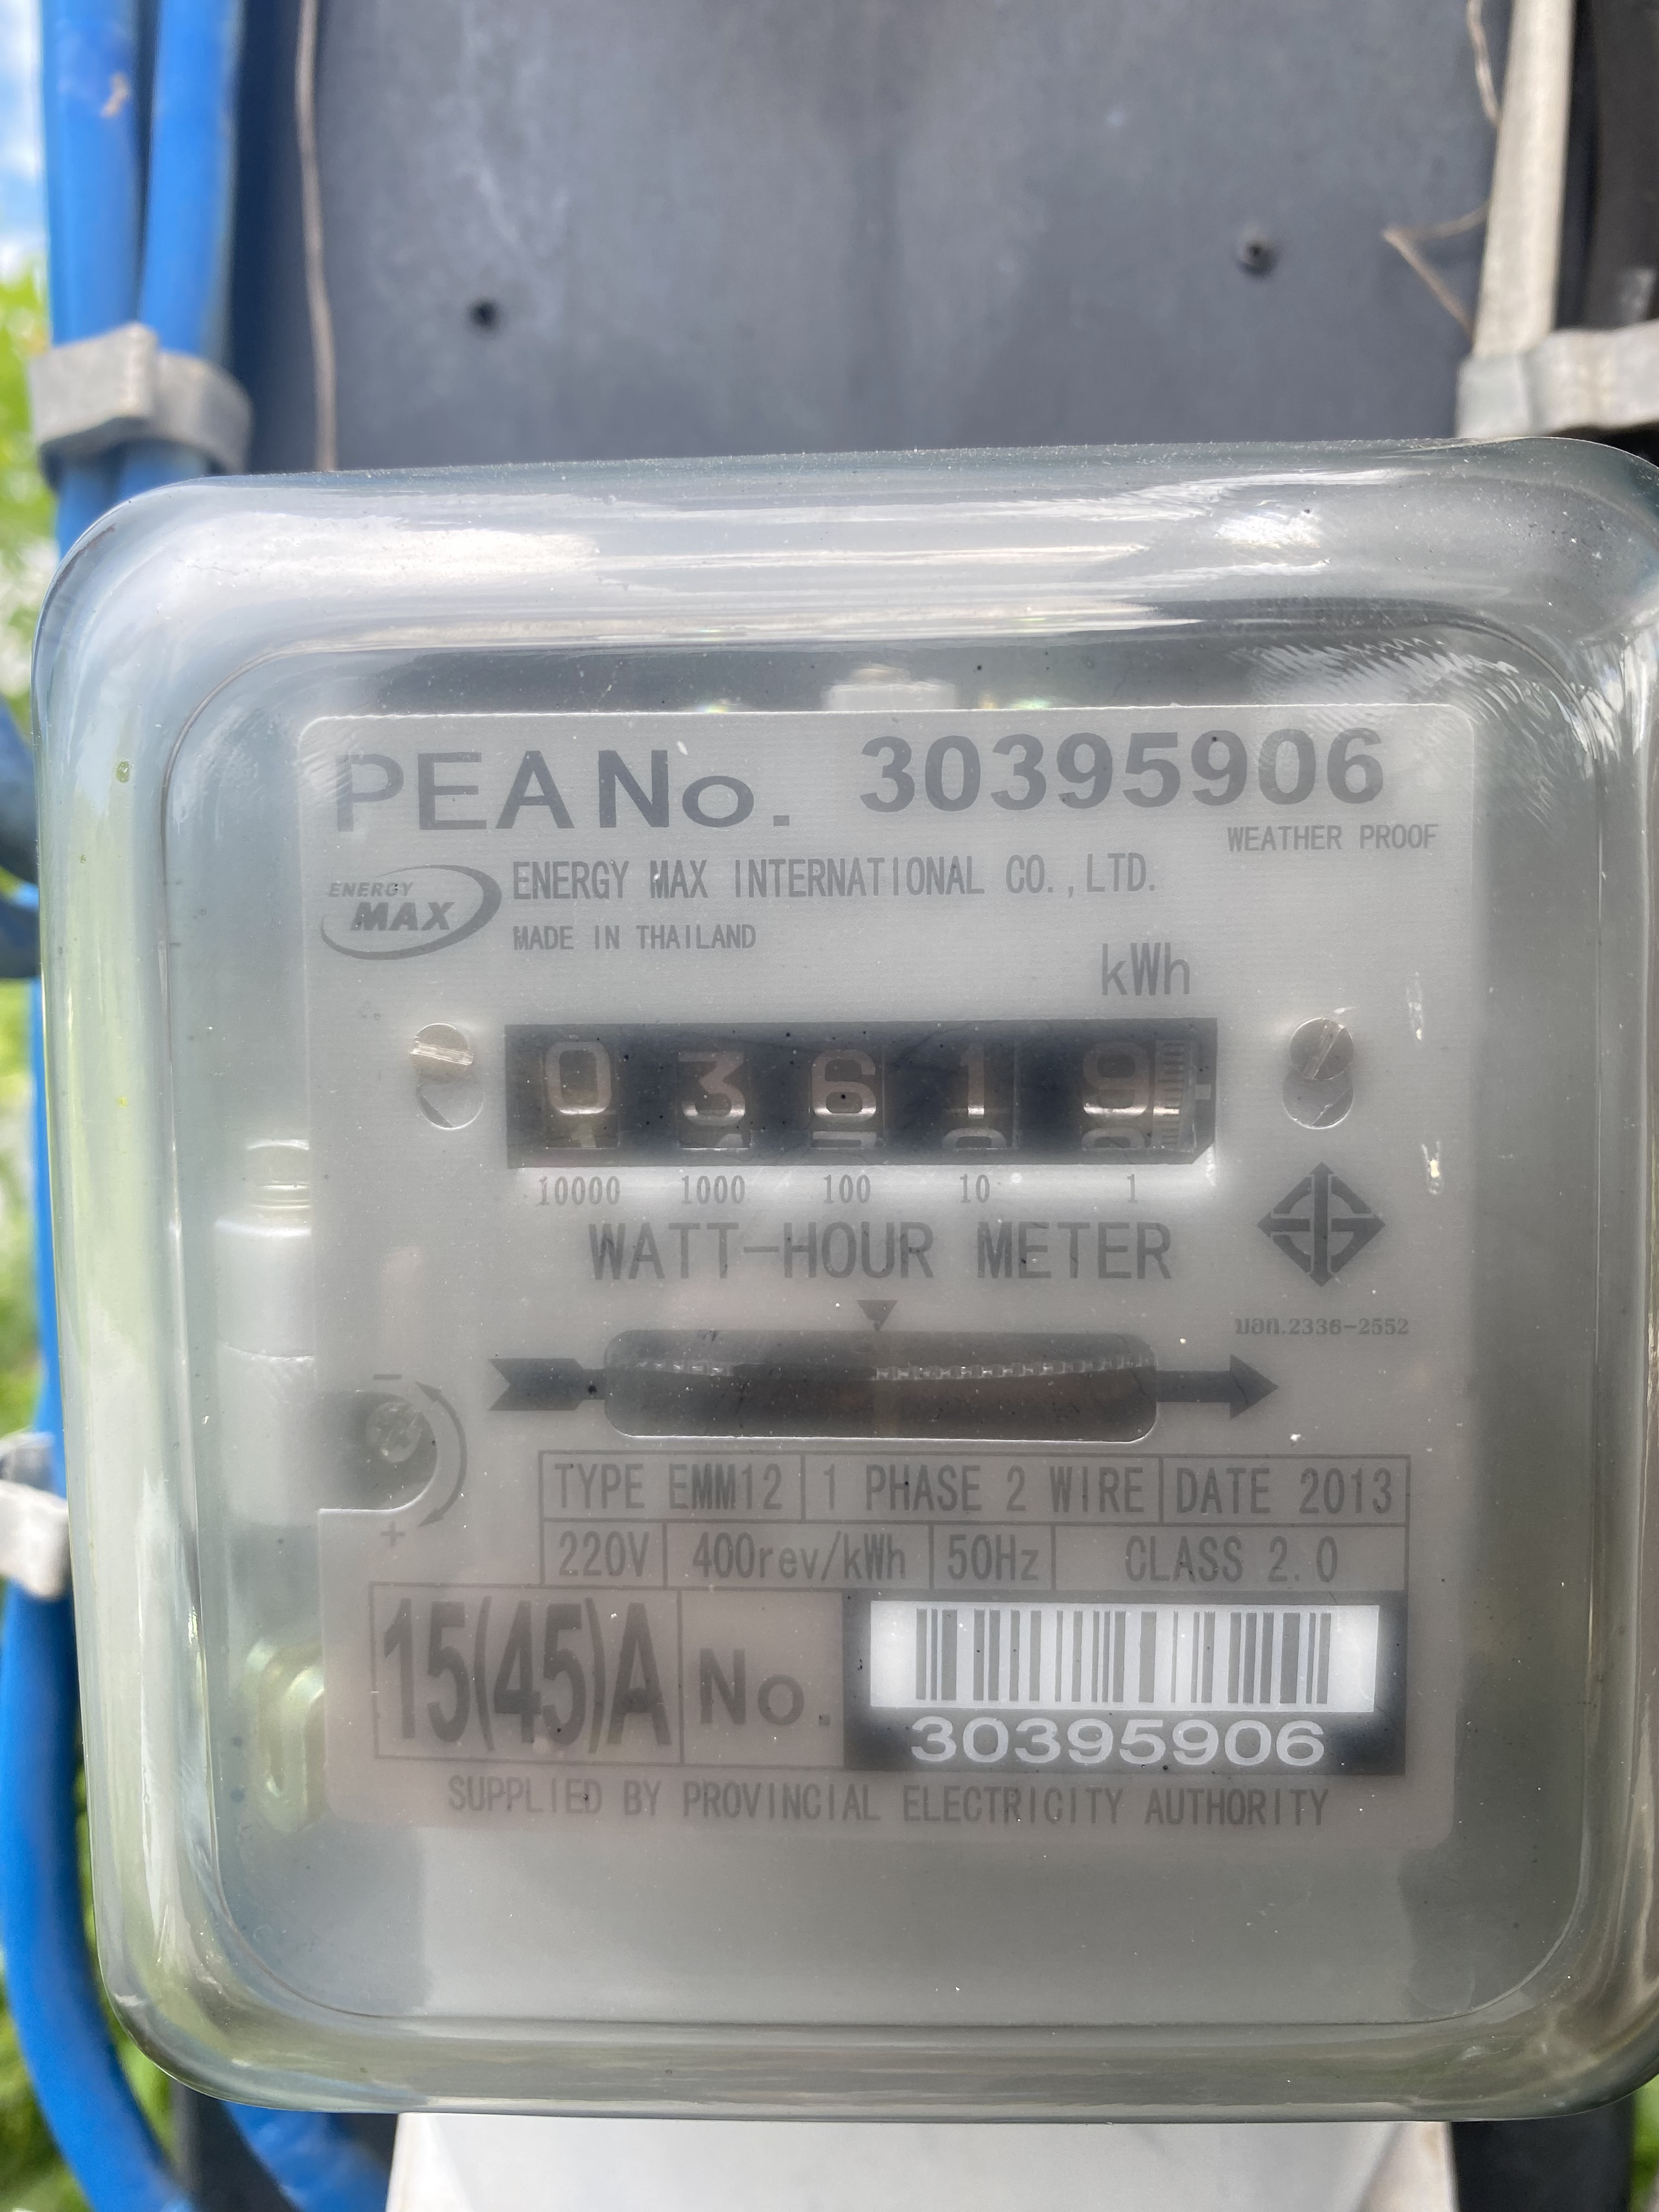 PEA No. 30395906
WEATHER PROOF
ENERGY MAX
ENERGY MAX INTERNATIONAL CO.,LTD.
MADE IN THAILAND
kWh
0 3 6 1 9
10000 1000 100 10 1
WATT-HOUR METER
มอก.2336-2552
-
+
TYPE EMM12 1 PHASE 2 WIRE DATE 2013
220V 400rev/kWh 50Hz CLASS 2.0
15(45)A No. 30395906
SUPPLIED BY PROVINCIAL ELECTRICITY AUTHORITY